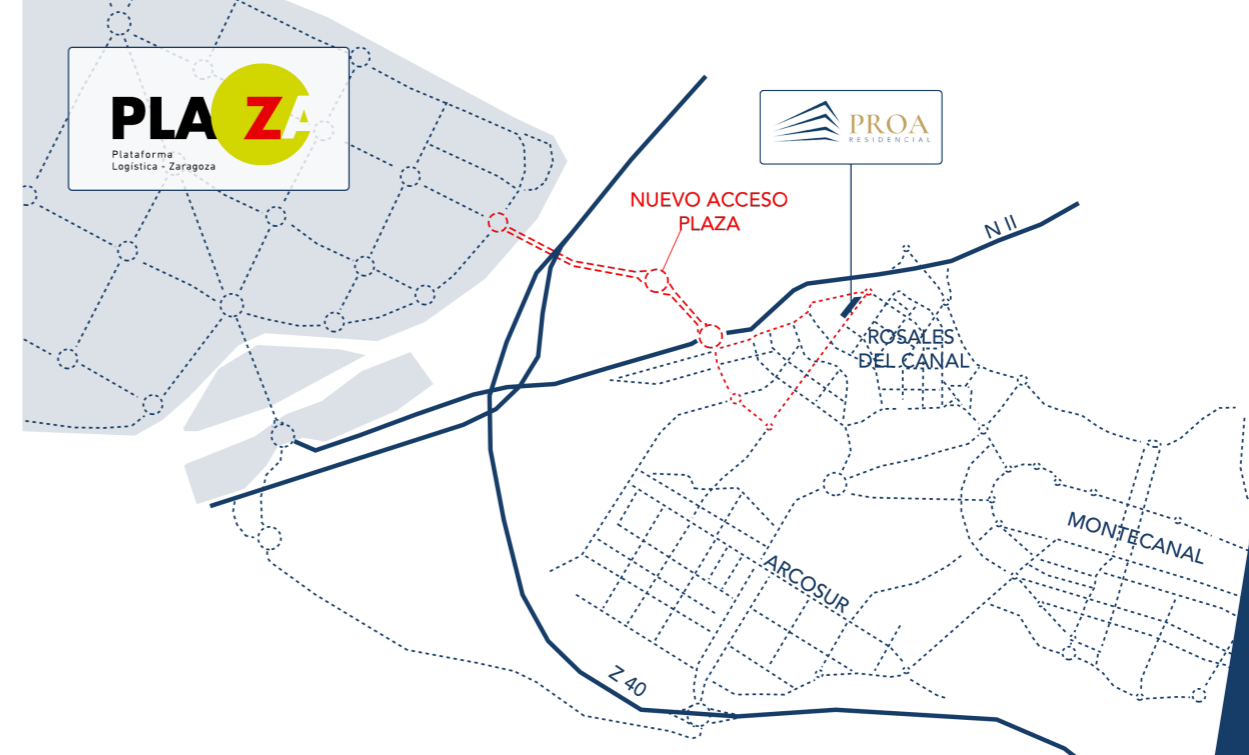 PLAZA
Plataforma
Logística - Zaragoza
PROA
RESIDENCIAL
NUEVO ACCESO
PLAZA
N II
ROSALES
DEL CANAL
MONTECANAL
ARCOSUR
Z 40